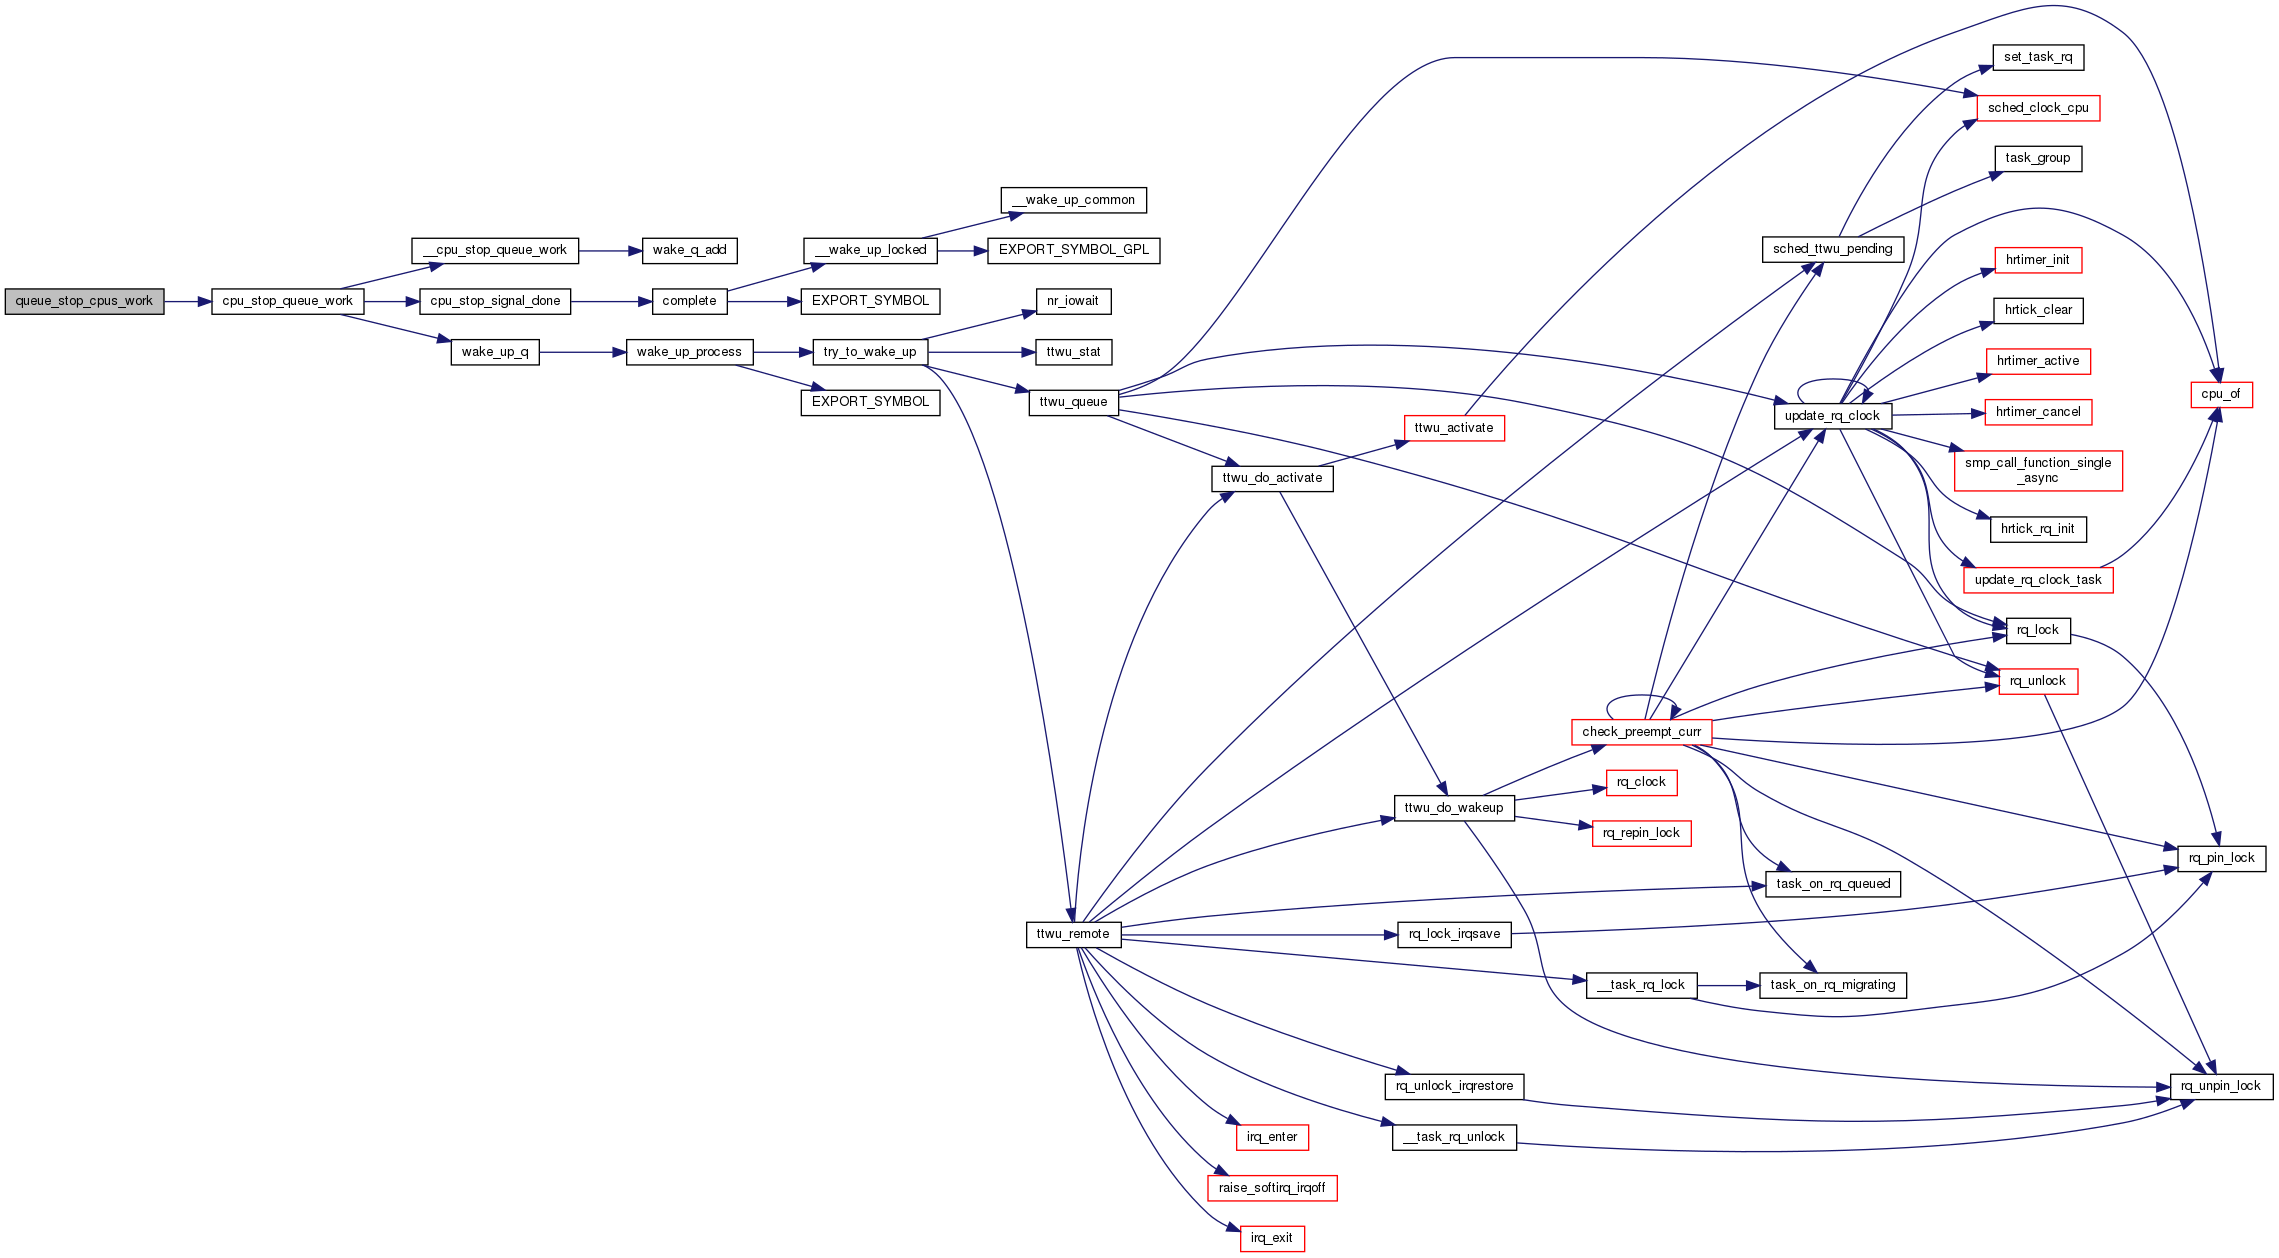 queue_stop_cpus_work
cpu_stop_queue_work
__cpu_stop_queue_work
cpu_stop_signal_done
wake_up_q
wake_q_add
complete
wake_up_process
__wake_up_locked
EXPORT_SYMBOL
try_to_wake_up
EXPORT_SYMBOL
__wake_up_common
EXPORT_SYMBOL_GPL
nr_iowait
ttwu_stat
ttwu_queue
ttwu_remote
ttwu_do_activate
irq_enter
raise_softirq_irqoff
irq_exit
ttwu_activate
ttwu_do_wakeup
rq_lock_irqsave
rq_unlock_irqrestore
__task_rq_unlock
check_preempt_curr
rq_clock
rq_repin_lock
__task_rq_lock
sched_ttwu_pending
update_rq_clock
task_on_rq_queued
task_on_rq_migrating
set_task_rq
sched_clock_cpu
task_group
hrtimer_init
hrtick_clear
hrtimer_active
hrtimer_cancel
smp_call_function_single
_async
hrtick_rq_init
update_rq_clock_task
rq_lock
rq_unlock
cpu_of
rq_pin_lock
rq_unpin_lock